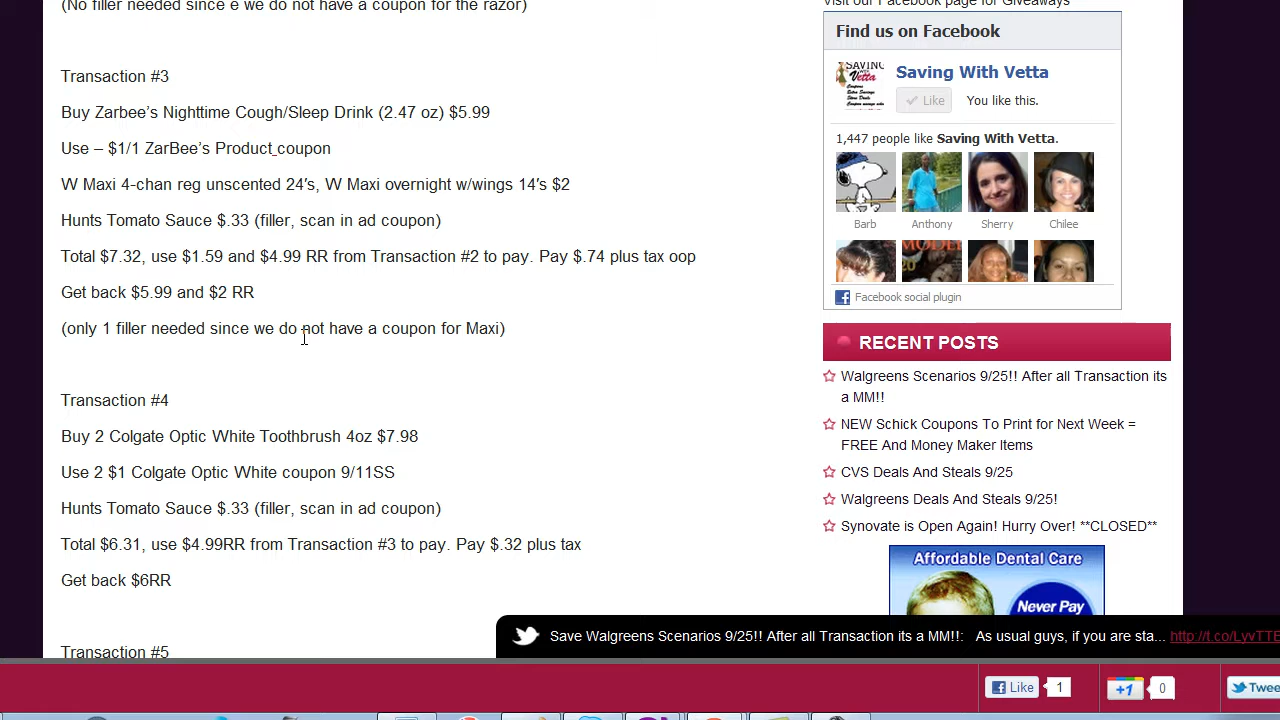 (No filler needed since e we do not have a coupon for the razor)
Transaction #3
Buy Zarbee's Nighttime Cough/Sleep Drink (2.47 oz) $5.99
Use – $1/1 ZarBee's Product coupon
W Maxi 4-chan reg unscented 24's, W Maxi overnight w/wings 14's $2
Hunts Tomato Sauce $.33 (filler, scan in ad coupon)
Total $7.32, use $1.59 and $4.99 RR from Transaction #2 to pay. Pay $.74 plus tax oop
Get back $5.99 and $2 RR
(only 1 filler needed since we do not have a coupon for Maxi)
Transaction #4
Buy 2 Colgate Optic White Toothbrush 4oz $7.98
Use 2 $1 Colgate Optic White coupon 9/11SS
Hunts Tomato Sauce $.33 (filler, scan in ad coupon)
Total $6.31, use $4.99RR from Transaction #3 to pay. Pay $.32 plus tax
Get back $6RR
Transaction #5
Visit our Facebook page for Giveaways
Find us on Facebook
SAVING
With
Vetta
Saving With Vetta
Like
You like this.
1,447 people like Saving With Vetta.
Barb
Anthony
Sherry
Chilee
Facebook social plugin
RECENT POSTS
Walgreens Scenarios 9/25!! After all Transaction its
a MM!!
NEW Schick Coupons To Print for Next Week =
FREE And Money Maker Items
CVS Deals And Steals 9/25
Walgreens Deals And Steals 9/25!
Synovate is Open Again! Hurry Over! **CLOSED**
Affordable Dental Care
Never Pay
Save Walgreens Scenarios 9/25!! After all Transaction its a MM!!: As usual guys, if you are sta... http://t.co/LyvTTE
Like
1
+1
0
Twee